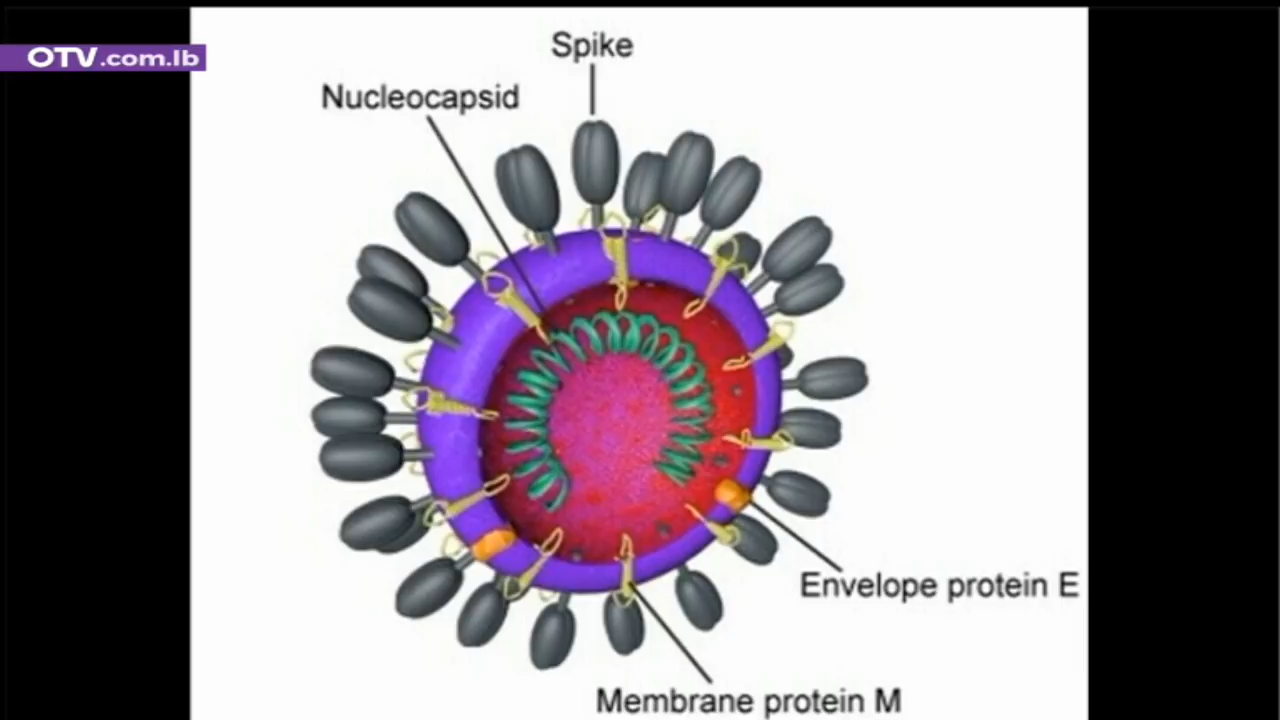 Spike
OTV.com.lb
Nucleocapsid
Envelope protein E
Membrane protein M